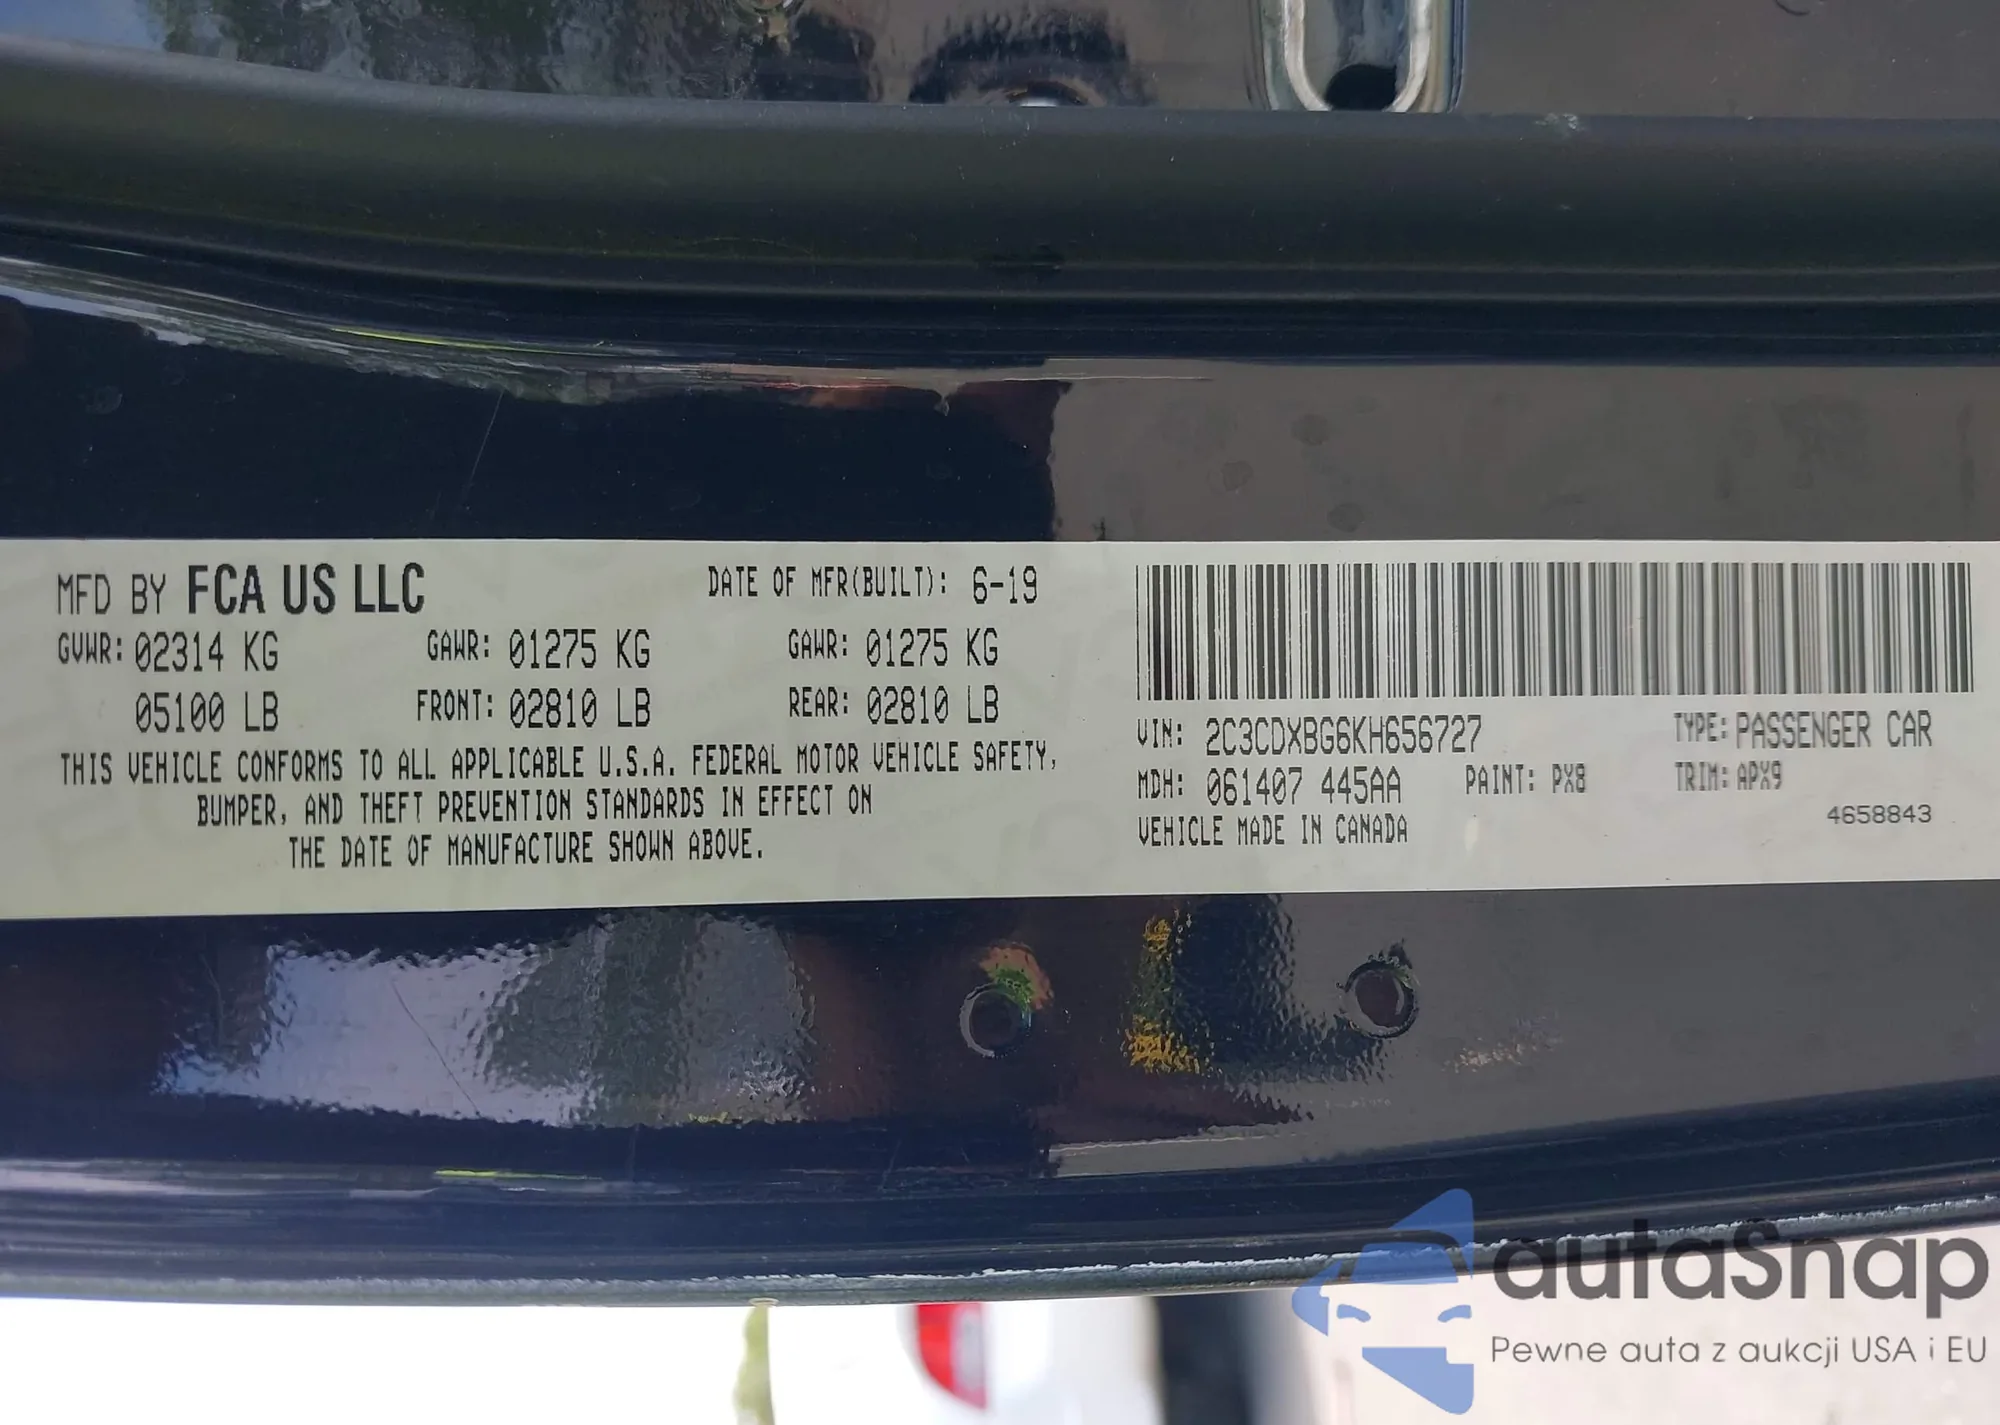 MFD BY FCA US LLC DATE OF MFR(BUILT): 6-19
GVWR: 02314 KG GAWR: 01275 KG GAWR: 01275 KG
05100 LB FRONT: 02810 LB REAR: 02810 LB
THIS VEHICLE CONFORMS TO ALL APPLICABLE U.S.A. FEDERAL MOTOR VEHICLE SAFETY,
BUMPER, AND THEFT PREVENTION STANDARDS IN EFFECT ON
THE DATE OF MANUFACTURE SHOWN ABOVE.
VIN: 2C3CDXBG6KH656727 TYPE: PASSENGER CAR
MDH: 061407 445AA PAINT: PX8 TRIM: APX9
VEHICLE MADE IN CANADA 4658843
autaSnap
Pewne auta z aukcji USA i EU